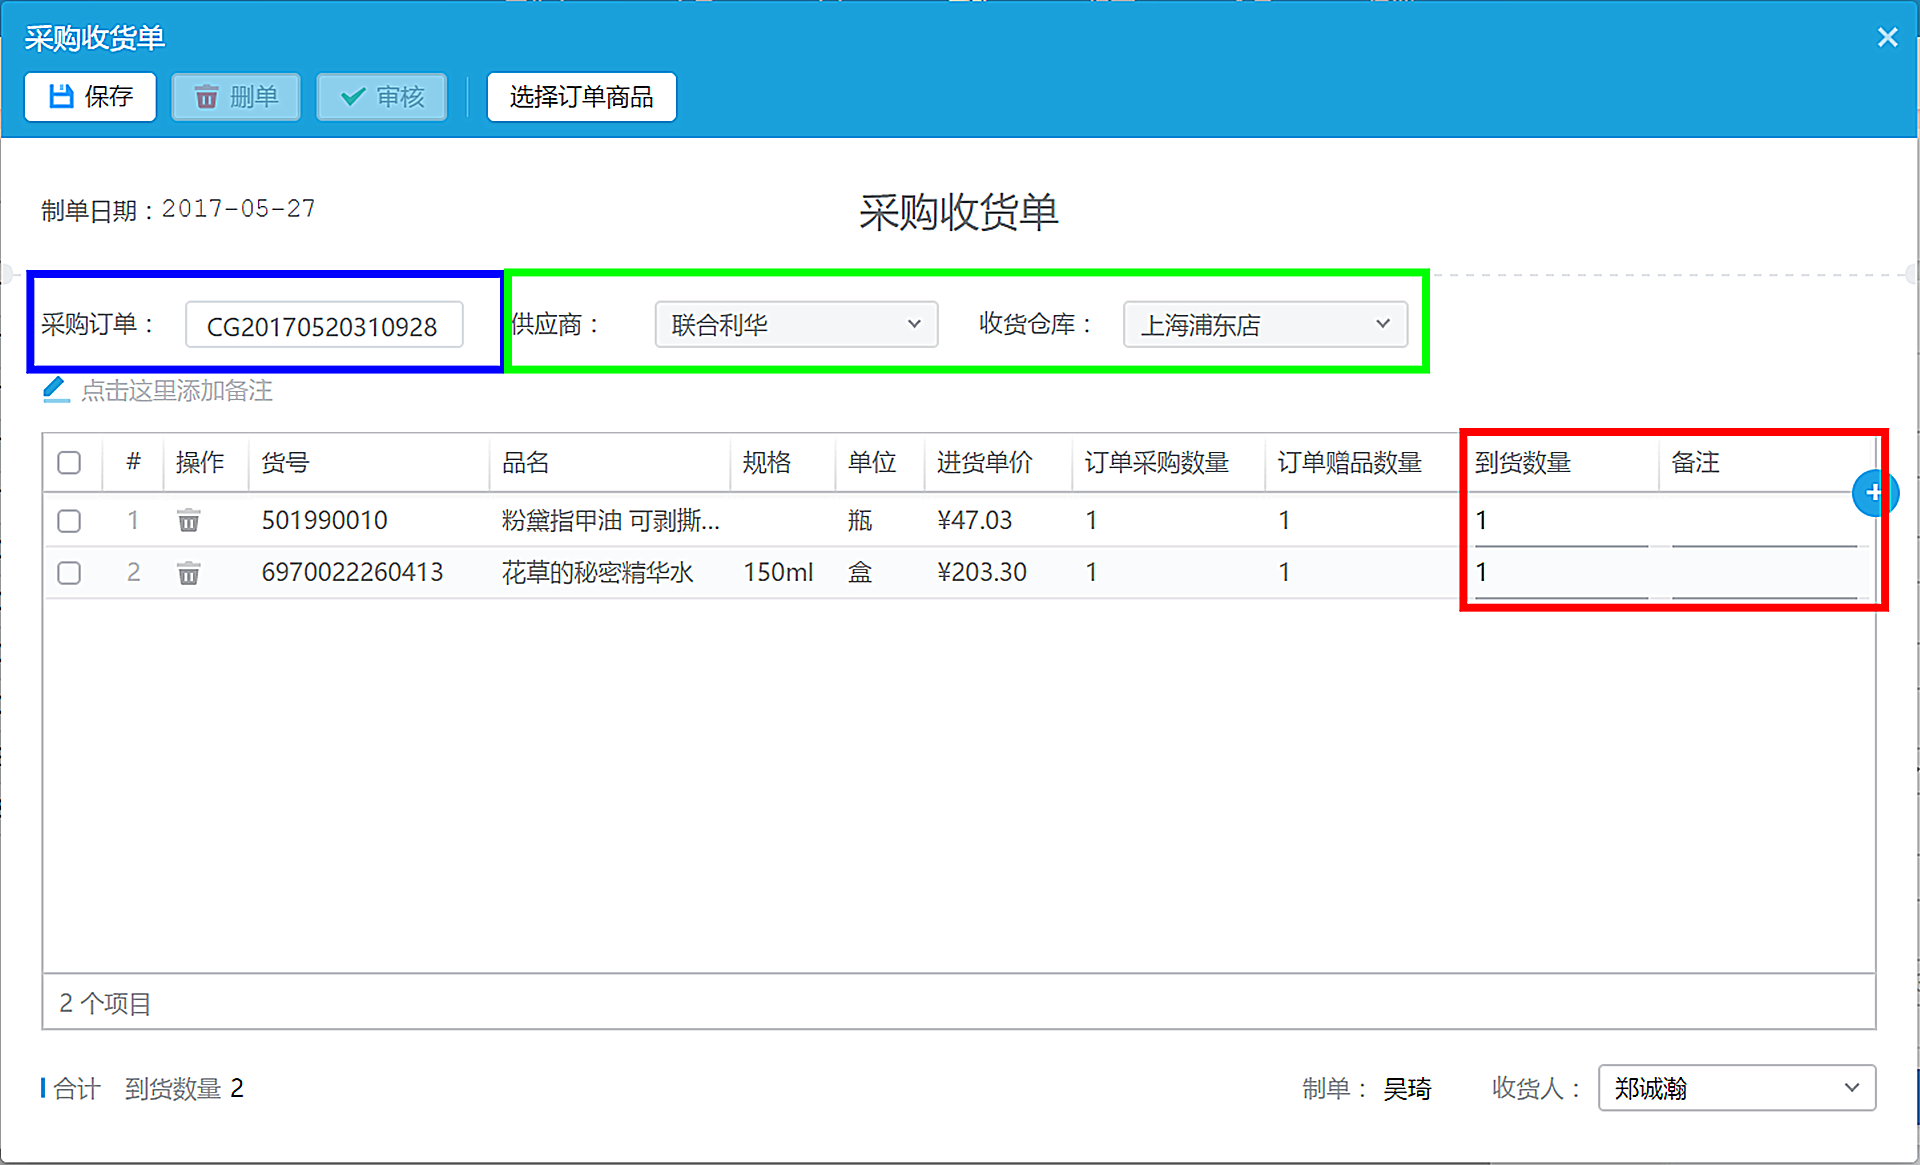 采购收货单
保存 删单 审核 选择订单商品
制单日期：2017-05-27
采购收货单
采购订单： CG20170520310928 供应商： 联合利华 收货仓库： 上海浦东店
点击这里添加备注
# 操作 货号 品名 规格 单位 进货单价 订单采购数量 订单赠品数量 到货数量 备注
1 501990010 粉黛指甲油 可剥撕... 瓶 ¥47.03 1 1 1
2 6970022260413 花草的秘密精华水 150ml 盒 ¥203.30 1 1 1
2 个项目
合计 到货数量 2 制单： 吴琦 收货人： 郑诚瀚